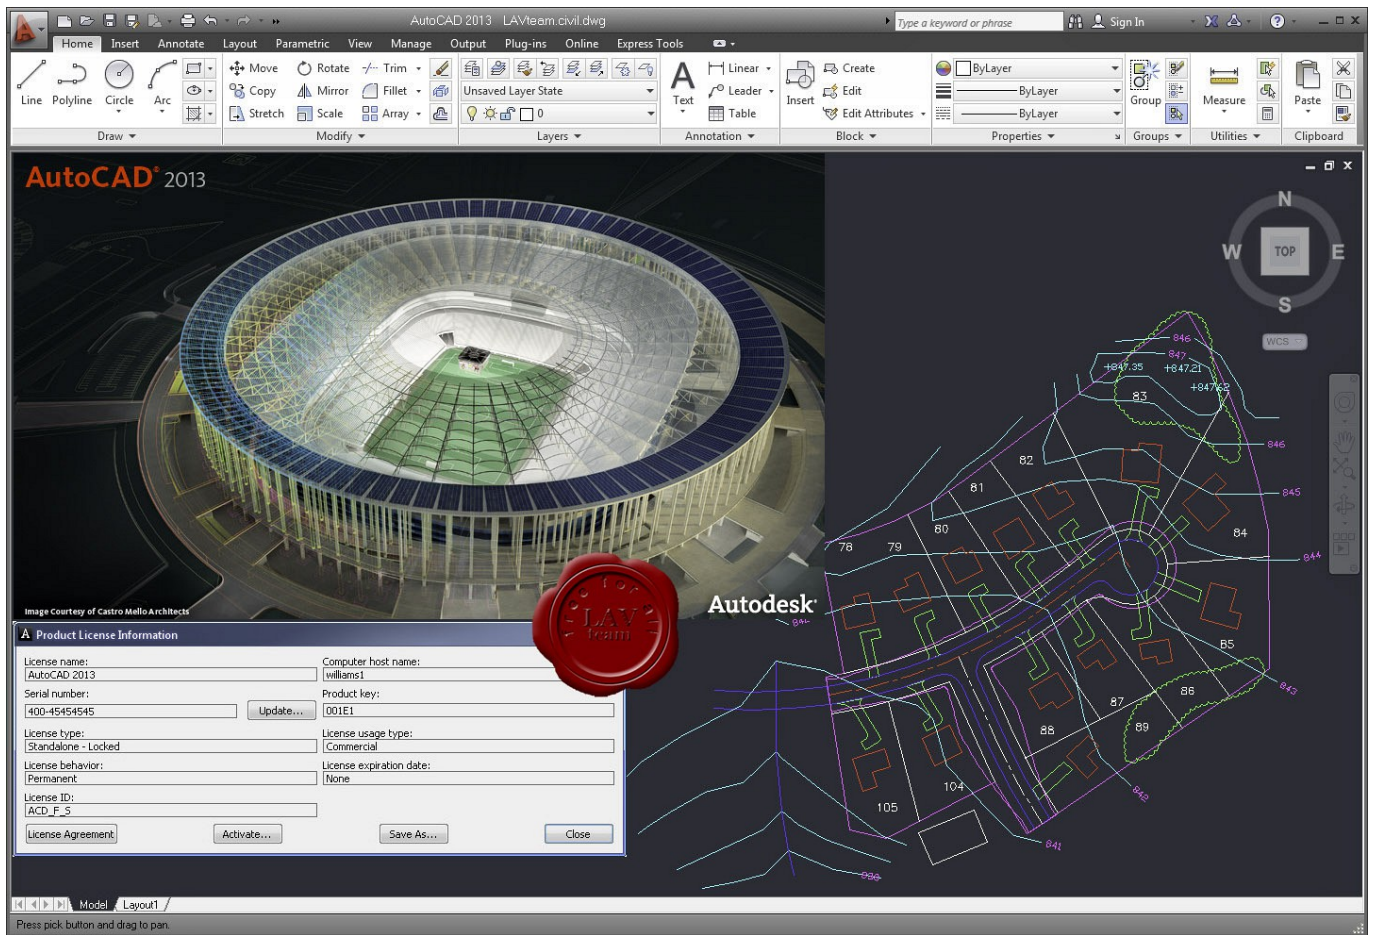 AutoCAD 2013 LAVteam.civil.dwg
Type a keyword or phrase
Sign In
Home Insert Annotate Layout Parametric View Manage Output Plug-ins Online Express Tools
Line Polyline Circle Arc
Move Rotate Trim
Copy Mirror Fillet
Stretch Scale Array
Unsaved Layer State
0
Text
Linear
Leader
Table
Insert
Create
Edit
Edit Attributes
ByLayer
ByLayer
ByLayer
Group
Measure
Paste
Draw Modify Layers Annotation Block Properties Groups Utilities Clipboard
AutoCAD 2013
N
W TOP E
S
WCS
846
847
+847.35 +847.21
+847.62
83
846
82
845
81
84
80
78 79
844
Image Courtesy of Castro Mello Architects
Autodesk
free for all
LAV
team
85
843
86
87
89
88
842
104
105
841
Product License Information
License name:
AutoCAD 2013
Computer host name:
williams1
Serial number:
400-45454545
Update...
Product key:
001E1
License type:
Standalone - Locked
License usage type:
Commercial
License behavior:
Permanent
License expiration date:
None
License ID:
ACD_F_S
License Agreement Activate... Save As... Close
Model Layout1
Press pick button and drag to pan.